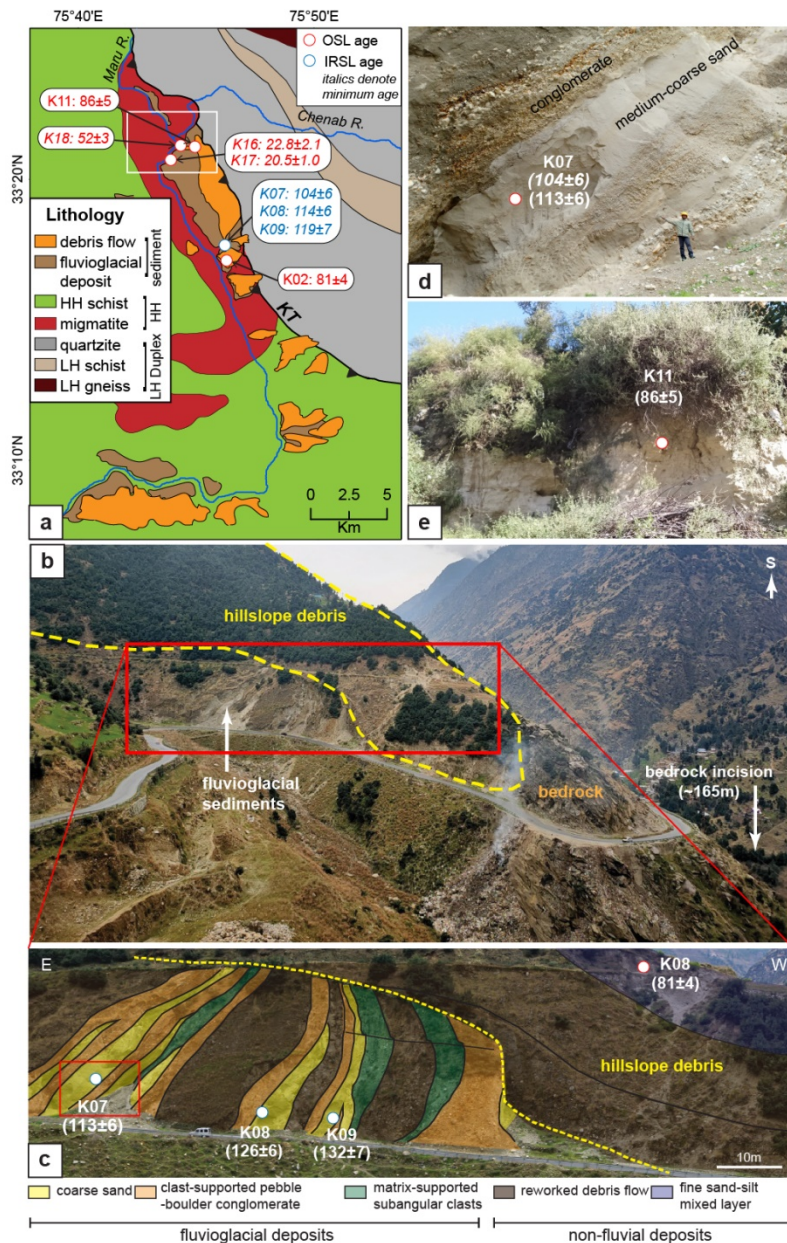 75°40'E
75°50'E
33°20'N
33°10'N
Maru R.
Chenab R.
OSL age
IRSL age
italics denote
minimum age
K11: 86±5
K18: 52±3
K16: 22.8±2.1
K17: 20.5±1.0
K07: 104±6
K08: 114±6
K09: 119±7
K02: 81±4
KT
Lithology
debris flow
fluvioglacial
deposit
sediment
HH schist
migmatite
HH
quartzite
LH schist
LH gneiss
LH Duplex
0 2.5 5
Km
a
conglomerate
medium-coarse sand
K07
(104±6)
(113±6)
d
K11
(86±5)
e
b
S
hillslope debris
fluvioglacial
sediments
bedrock
bedrock incision
(~165m)
E
W
K08
(81±4)
hillslope debris
K07
(113±6)
K08
(126±6)
K09
(132±7)
10m
c
coarse sand
clast-supported pebble
-boulder conglomerate
matrix-supported
subangular clasts
reworked debris flow
fine sand-silt
mixed layer
fluvioglacial deposits
non-fluvial deposits